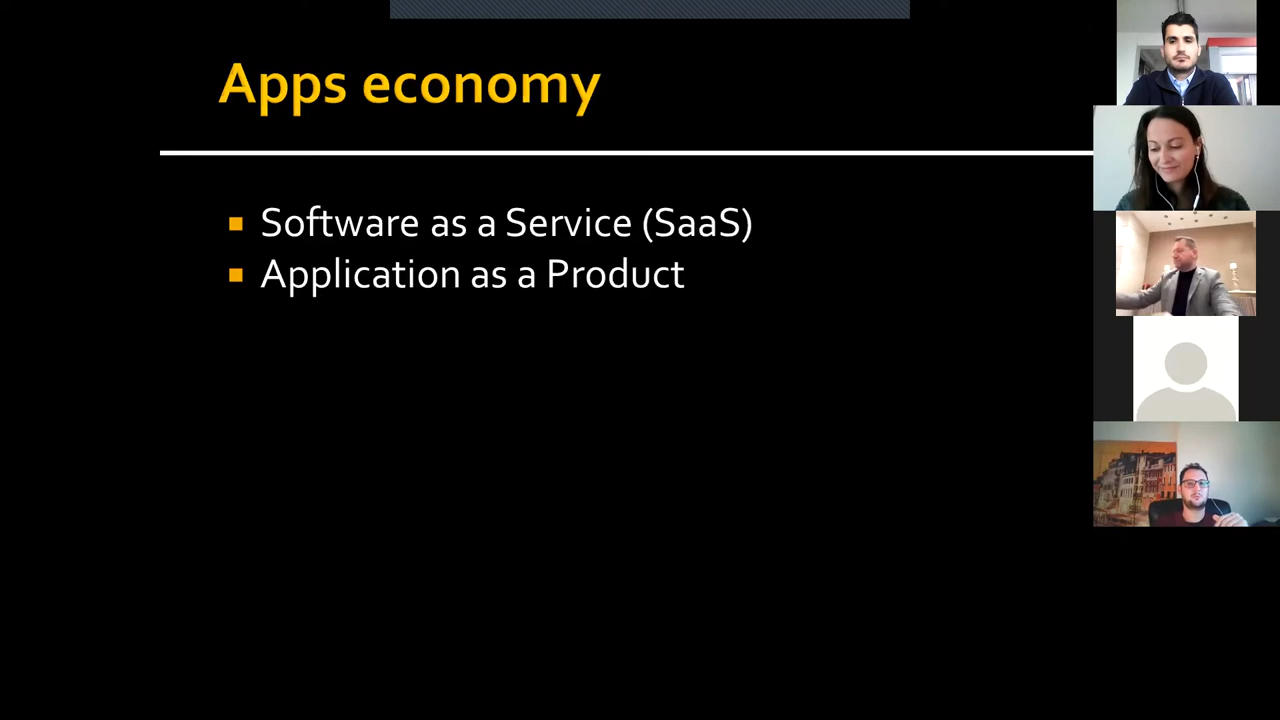 Apps economy
Software as a Service (SaaS)
Application as a Product